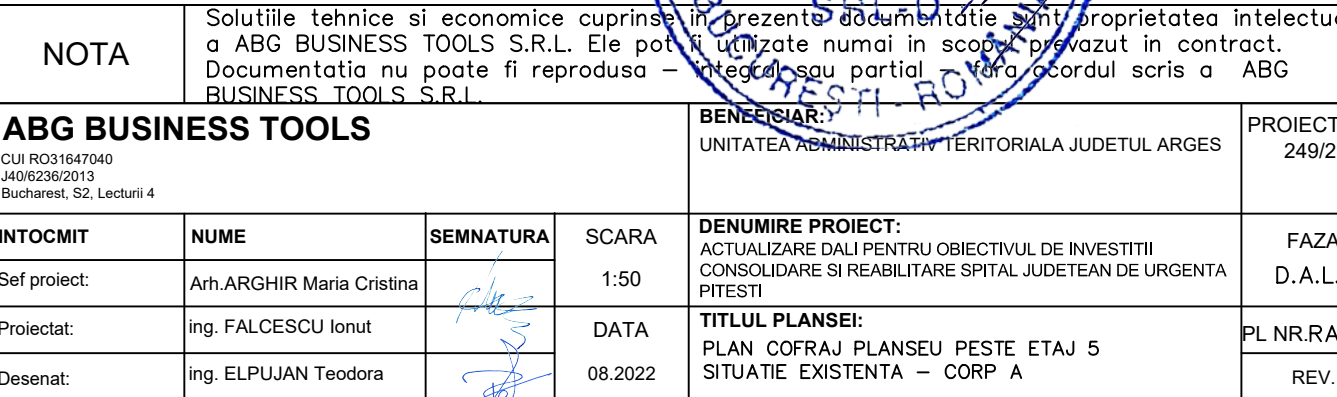 NOTA
Solutiile tehnice si economice cuprinse in prezenta documentatie sunt proprietatea intelectu
a ABG BUSINESS TOOLS S.R.L. Ele pot fi utilizate numai in scopul prevazut in contract.
Documentatia nu poate fi reprodusa – integral sau partial – fara acordul scris a ABG
BUSINESS TOOLS S.R.L.
SRL-D
BUCURESTI - ROMANIA
ABG BUSINESS TOOLS
CUI RO31647040
J40/6236/2013
Bucharest, S2, Lecturii 4
BENEFICIAR:
UNITATEA ADMINISTRATIV TERITORIALA JUDETUL ARGES
PROIECT
249/2
INTOCMIT
NUME
SEMNATURA
SCARA
1:50
DENUMIRE PROIECT:
ACTUALIZARE DALI PENTRU OBIECTIVUL DE INVESTITII
CONSOLIDARE SI REABILITARE SPITAL JUDETEAN DE URGENTA
PITESTI
FAZA
D.A.L.
Sef proiect:
Arh.ARGHIR Maria Cristina
Proiectat:
ing. FALCESCU Ionut
DATA
08.2022
TITLUL PLANSEI:
PLAN COFRAJ PLANSEU PESTE ETAJ 5
SITUATIE EXISTENTA – CORP A
PL NR.RA
REV.
Desenat:
ing. ELPUJAN Teodora